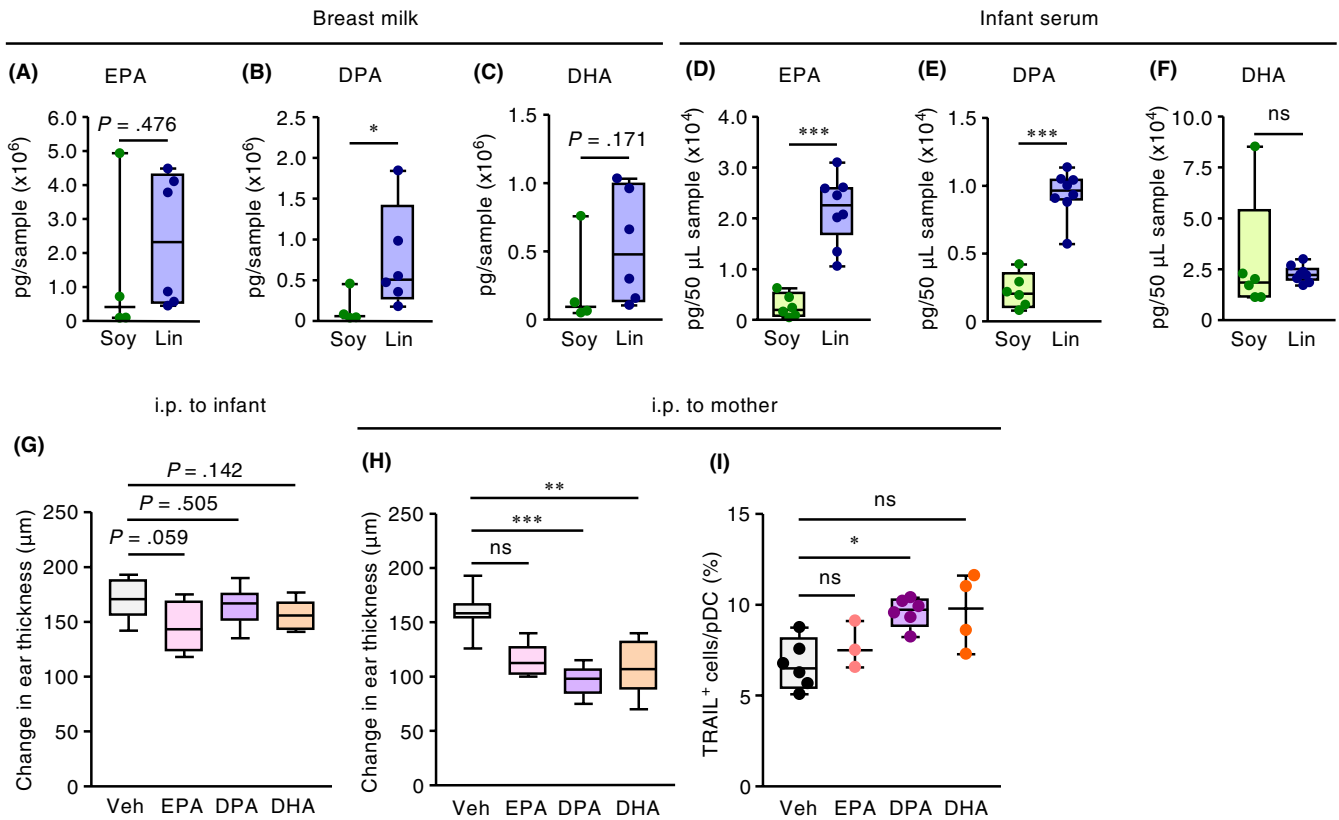 Breast milk
Infant serum
(A)
EPA
P = .476
pg/sample (x10⁶)
6.0
5.0
4.0
3.0
2.0
1.0
0
Soy Lin
(B)
DPA
*
pg/sample (x10⁶)
2.5
2.0
1.5
1.0
0.5
0
Soy Lin
(C)
DHA
P = .171
pg/sample (x10⁶)
1.5
1.0
0.5
0
Soy Lin
(D)
EPA
***
pg/50 µL sample (x10⁴)
4.0
3.0
2.0
1.0
0
Soy Lin
(E)
DPA
***
pg/50 µL sample (x10⁴)
1.5
1.0
0.5
0
Soy Lin
(F)
DHA
ns
pg/50 µL sample (x10⁴)
10.0
7.5
5.0
2.5
0
Soy Lin
i.p. to infant
i.p. to mother
(G)
P = .142
P = .505
P = .059
Change in ear thickness (µm)
250
200
150
100
50
0
Veh EPA DPA DHA
(H)
**
***
ns
Change in ear thickness (µm)
250
200
150
100
50
0
Veh EPA DPA DHA
(I)
ns
*
ns
TRAIL⁺ cells/pDC (%)
15
10
5
0
Veh EPA DPA DHA